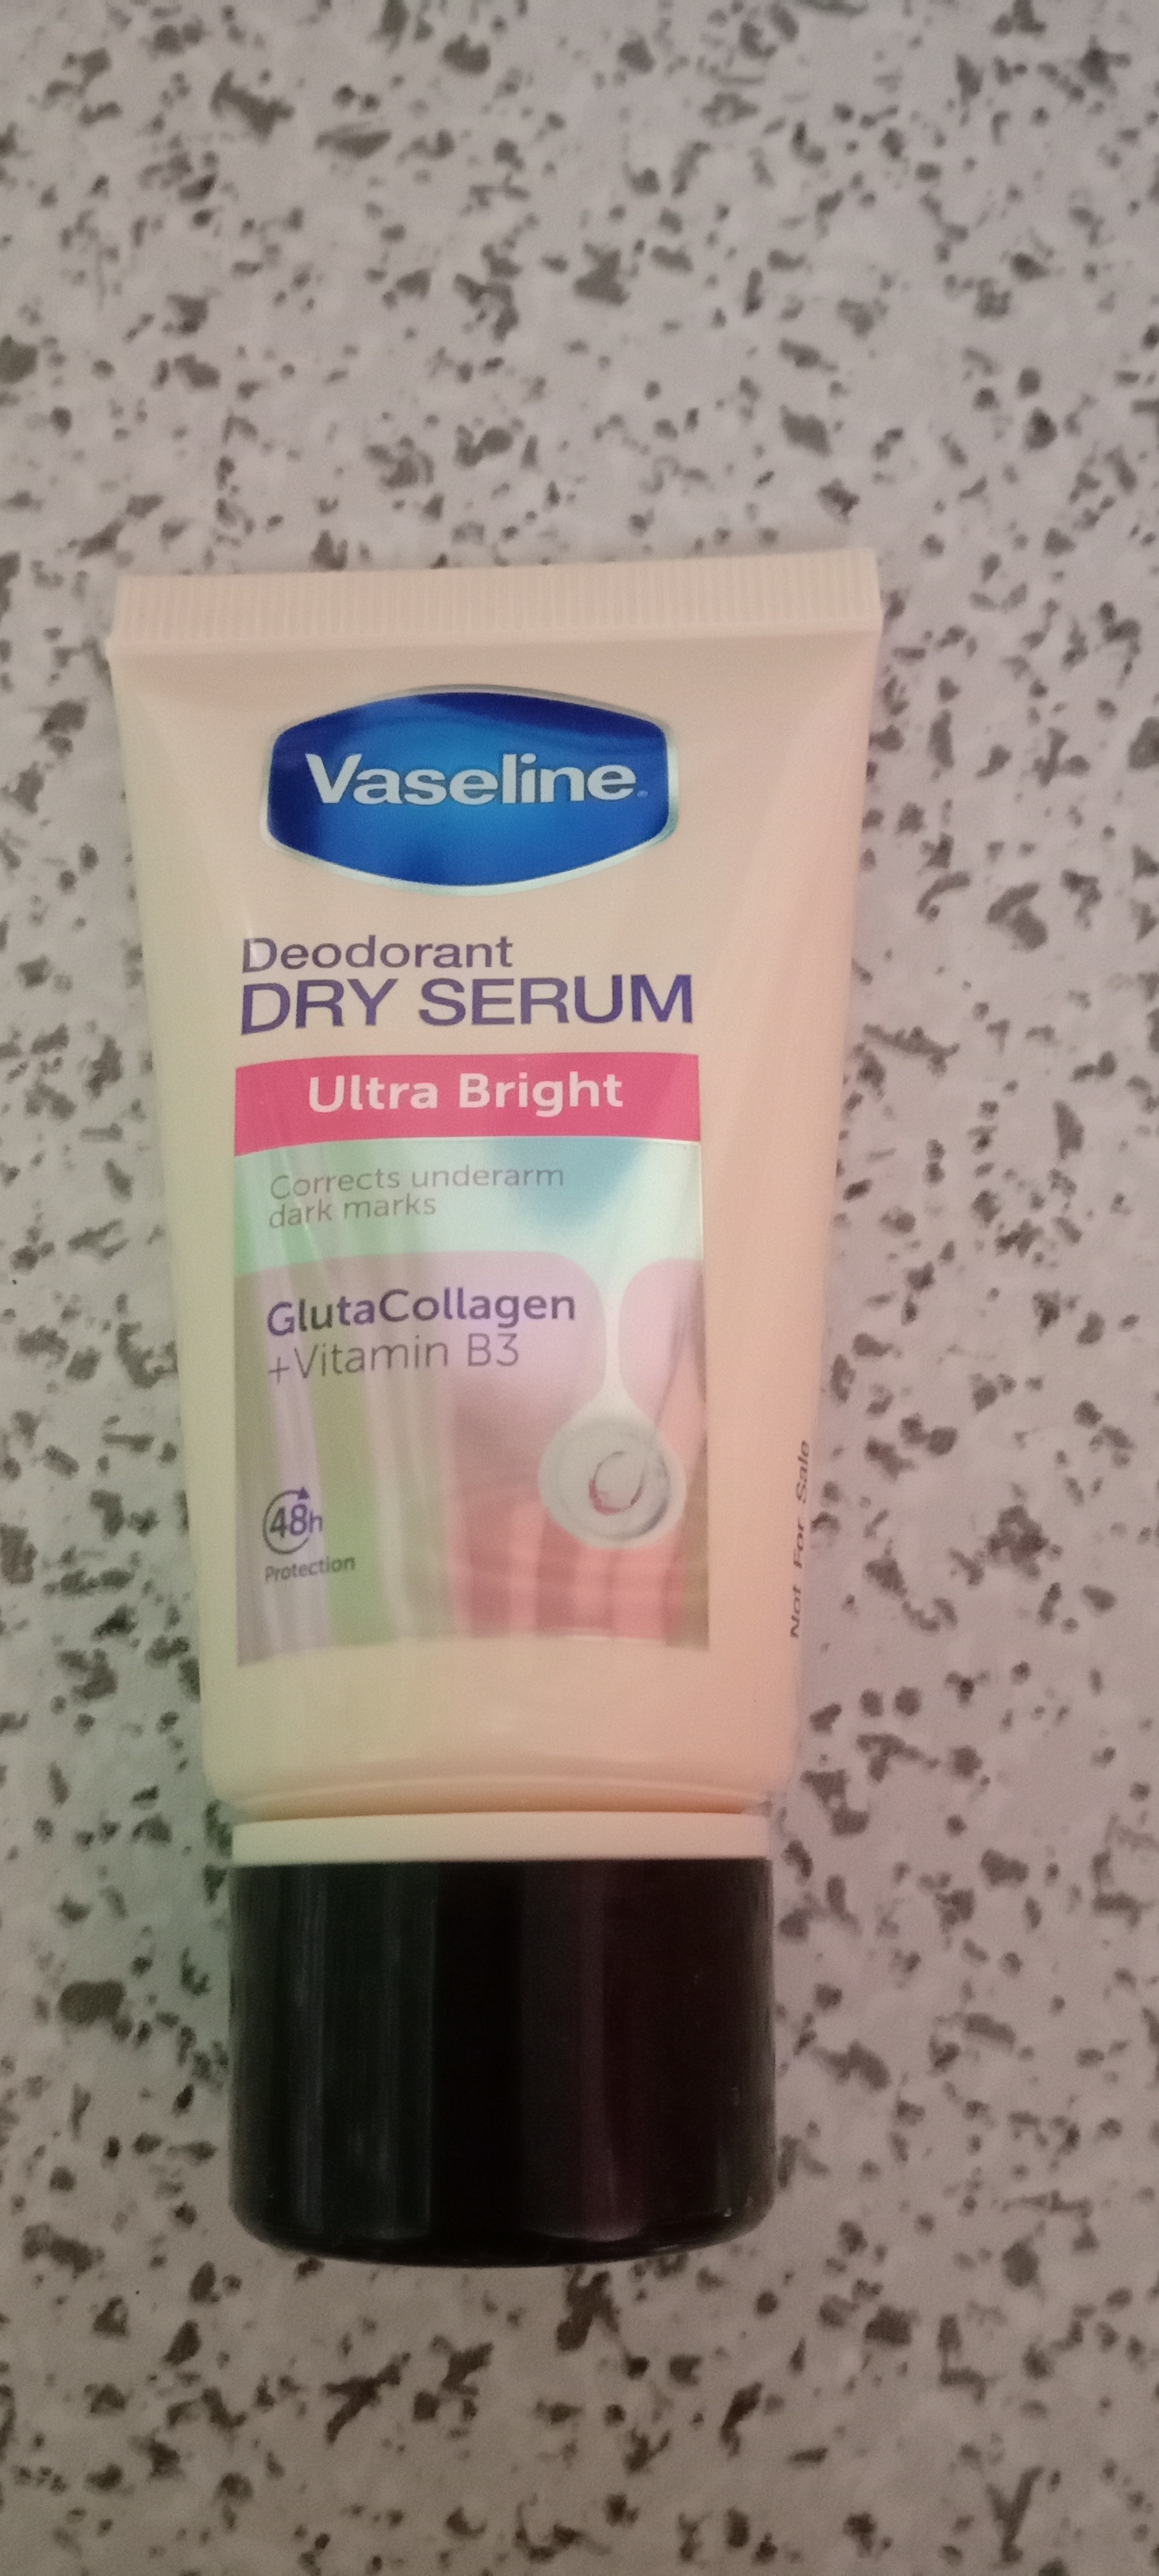 Vaseline
Deodorant
DRY SERUM
Ultra Bright
Corrects underarm
dark marks
GlutaCollagen
+Vitamin B3
48h
Protection
Not For Sale